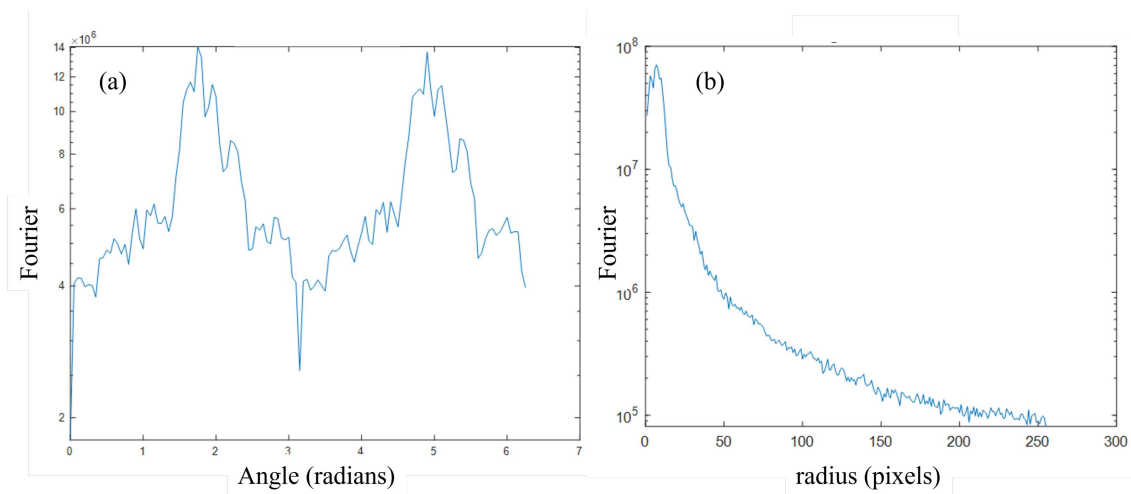 ×10⁶
14
12
10
8
6
4
2
(a)
Fourier
0 1 2 3 4 5 6 7
Angle (radians)
10⁸
10⁷
10⁶
10⁵
(b)
Fourier
0 50 100 150 200 250 300
radius (pixels)